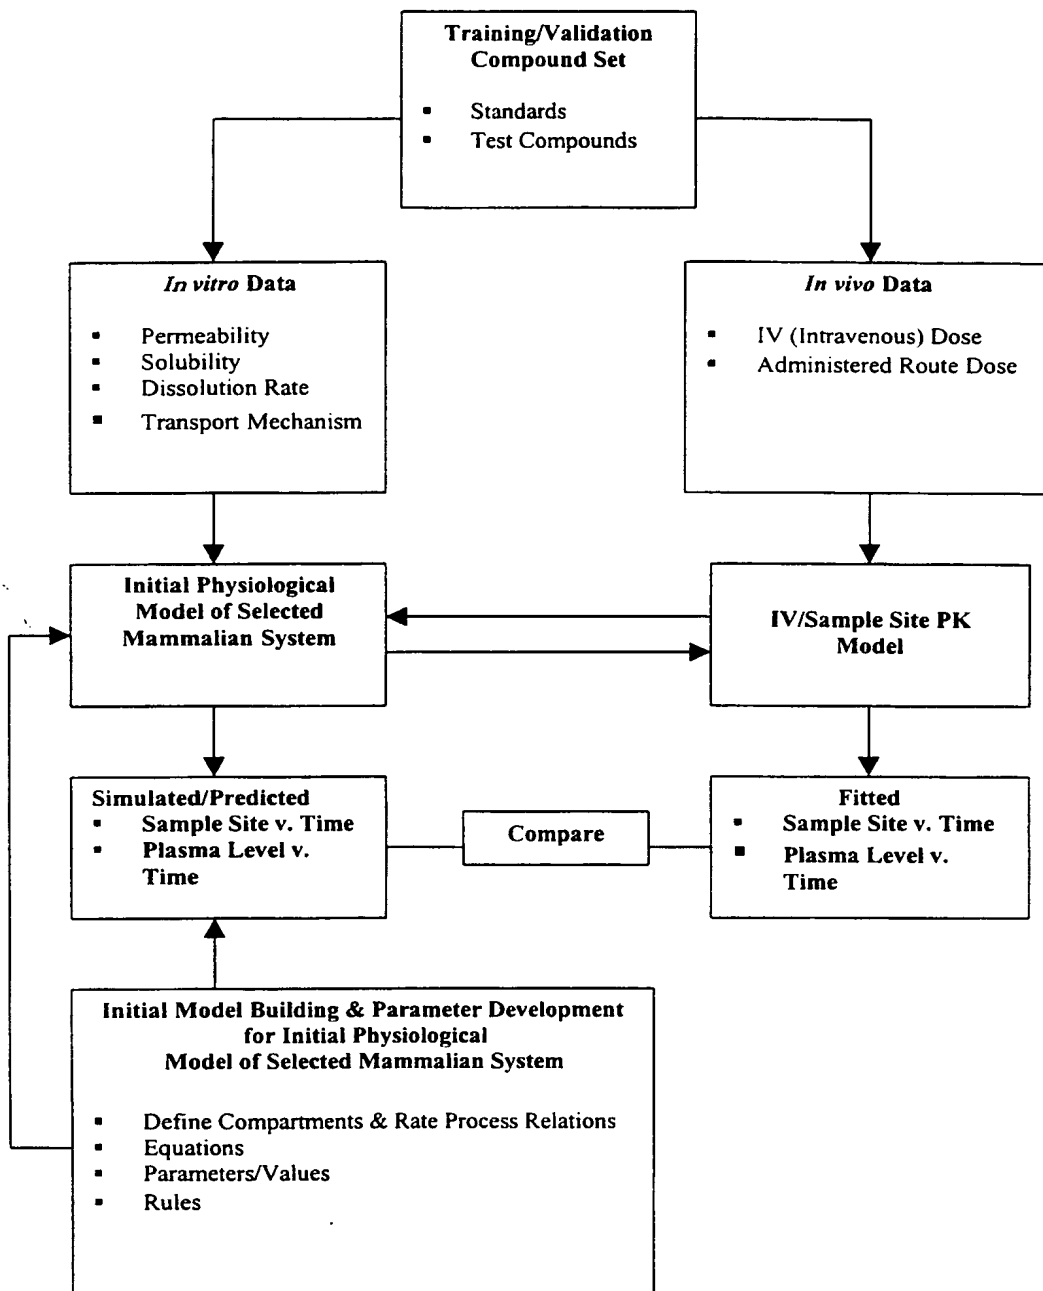 Training/Validation
Compound Set
▪ Standards
▪ Test Compounds
In vitro Data
▪ Permeability
▪ Solubility
▪ Dissolution Rate
▪ Transport Mechanism
In vivo Data
▪ IV (Intravenous) Dose
▪ Administered Route Dose
Initial Physiological
Model of Selected
Mammalian System
IV/Sample Site PK
Model
Simulated/Predicted
▪ Sample Site v. Time
▪ Plasma Level v.
Time
Compare
Fitted
▪ Sample Site v. Time
▪ Plasma Level v.
Time
Initial Model Building & Parameter Development
for Initial Physiological
Model of Selected Mammalian System
▪ Define Compartments & Rate Process Relations
▪ Equations
▪ Parameters/Values
▪ Rules